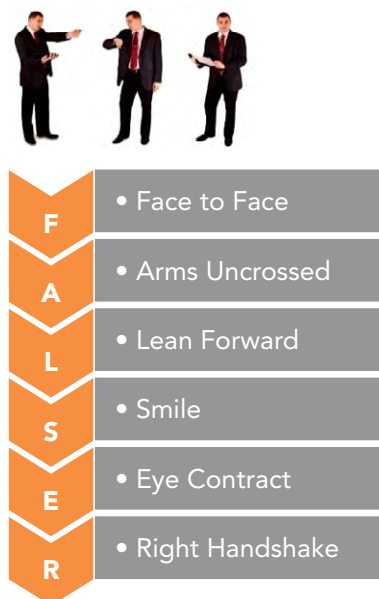 F
• Face to Face
A
• Arms Uncrossed
L
• Lean Forward
S
• Smile
E
• Eye Contract
R
• Right Handshake